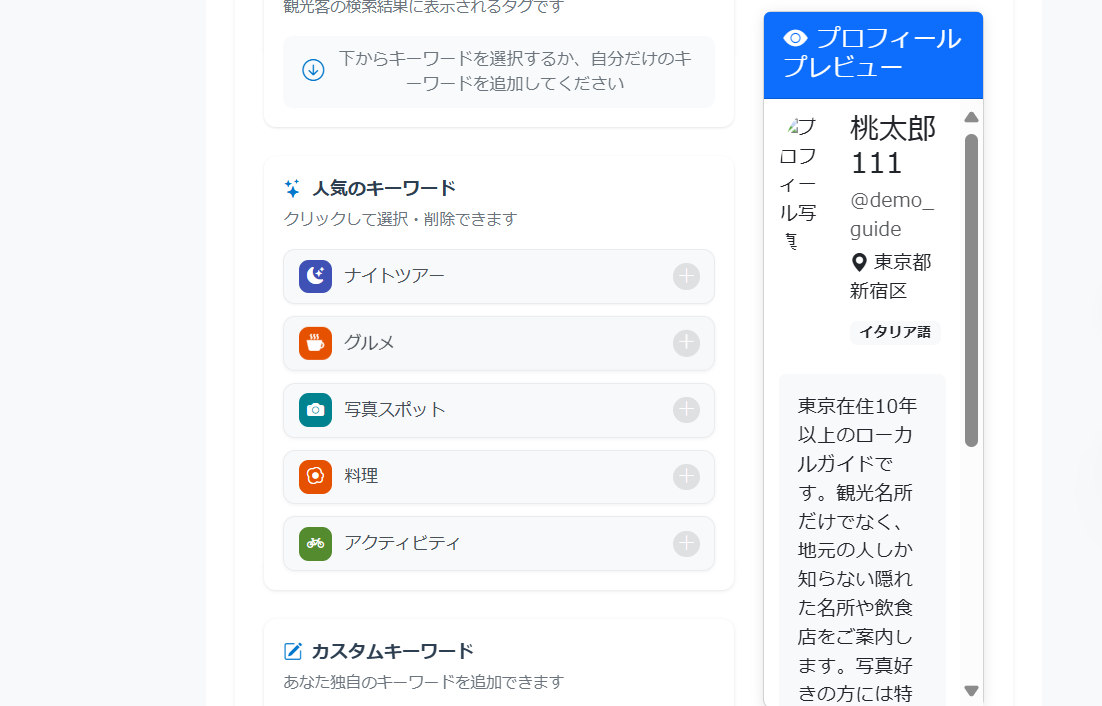 観光客の検索結果に表示されるタグです
下からキーワードを選択するか、自分だけのキ
ーワードを追加してください
人気のキーワード
クリックして選択・削除できます
ナイトツアー
グルメ
写真スポット
料理
アクティビティ
カスタムキーワード
あなた独自のキーワードを追加できます
プロフィール
プレビュー
プ
ロフ
ィー
ル写
真
桃太郎
111
@demo_
guide
東京都
新宿区
イタリア語
東京在住10年
以上のローカ
ルガイドで
す。観光名所
だけでなく、
地元の人しか
知らない隠れ
た名所や飲食
店をご案内し
ます。写真好
きの方には特